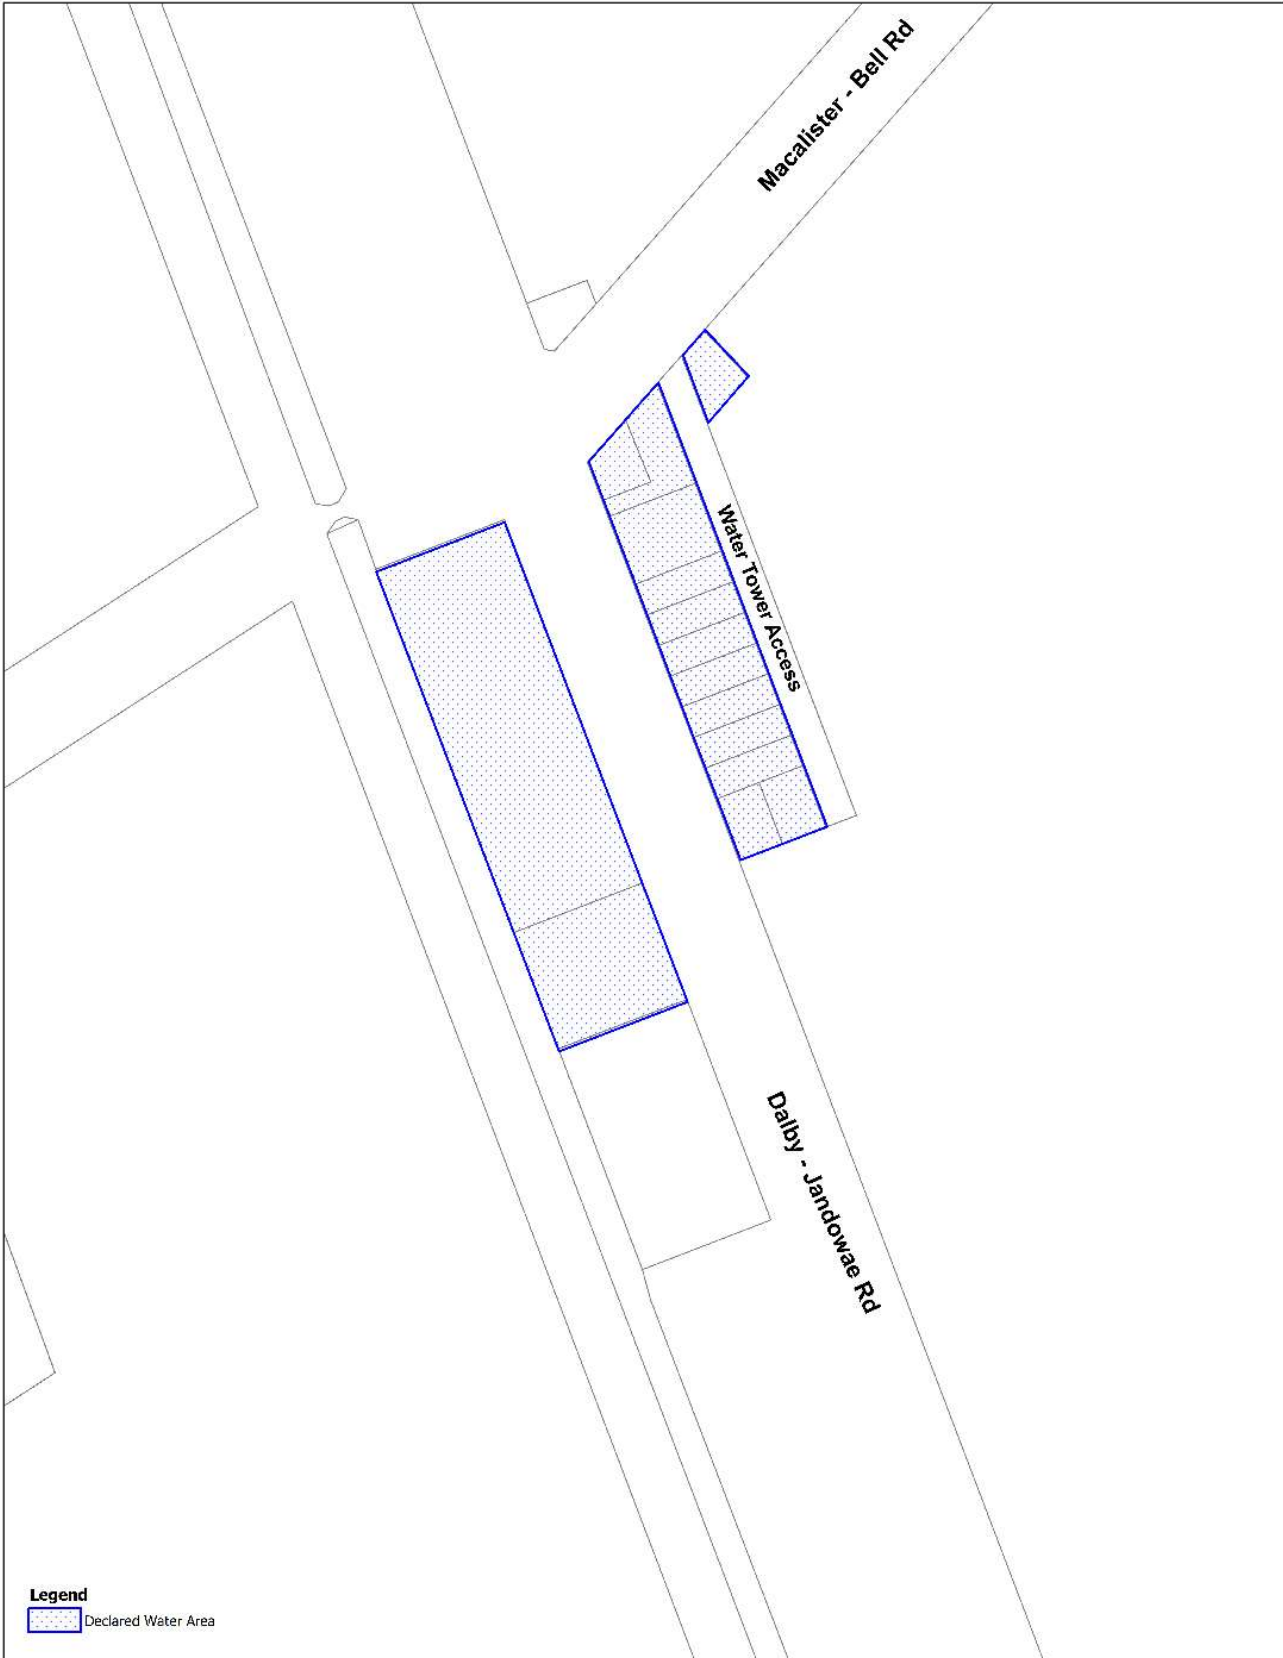 Macalister - Bell Rd
Water Tower Access
Dalby - Jandowae Rd
Legend
Declared Water Area